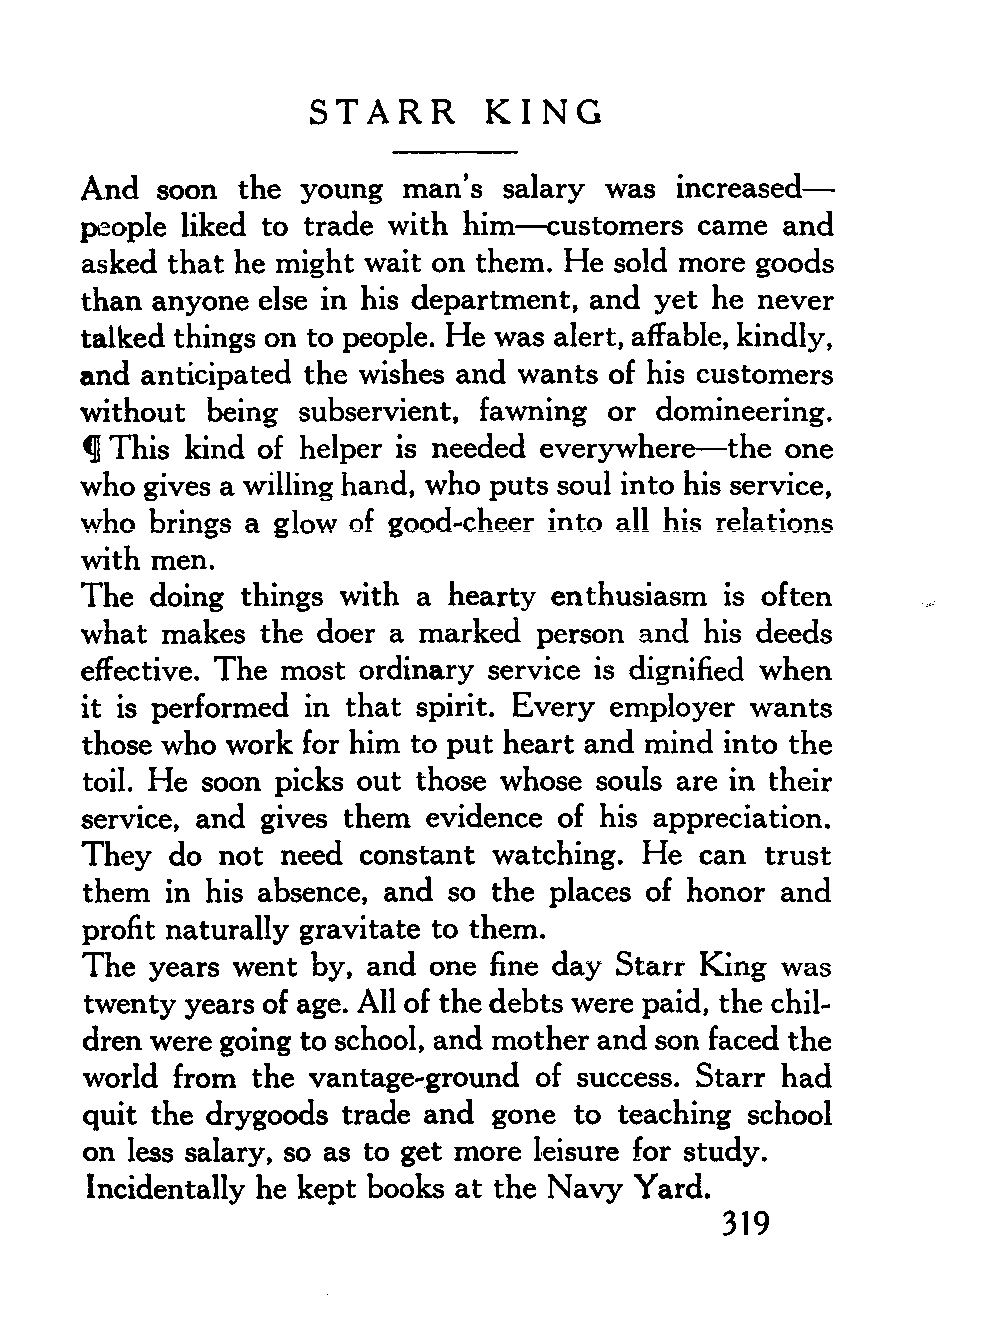 STARR KING
And soon the young man's salary was increased—
people liked to trade with him—customers came and
asked that he might wait on them. He sold more goods
than anyone else in his department, and yet he never
talked things on to people. He was alert, affable, kindly,
and anticipated the wishes and wants of his customers
without being subservient, fawning or domineering.
¶ This kind of helper is needed everywhere—the one
who gives a willing hand, who puts soul into his service,
who brings a glow of good-cheer into all his relations
with men.
The doing things with a hearty enthusiasm is often
what makes the doer a marked person and his deeds
effective. The most ordinary service is dignified when
it is performed in that spirit. Every employer wants
those who work for him to put heart and mind into the
toil. He soon picks out those whose souls are in their
service, and gives them evidence of his appreciation.
They do not need constant watching. He can trust
them in his absence, and so the places of honor and
profit naturally gravitate to them.
The years went by, and one fine day Starr King was
twenty years of age. All of the debts were paid, the chil-
dren were going to school, and mother and son faced the
world from the vantage-ground of success. Starr had
quit the drygoods trade and gone to teaching school
on less salary, so as to get more leisure for study.
Incidentally he kept books at the Navy Yard.
319